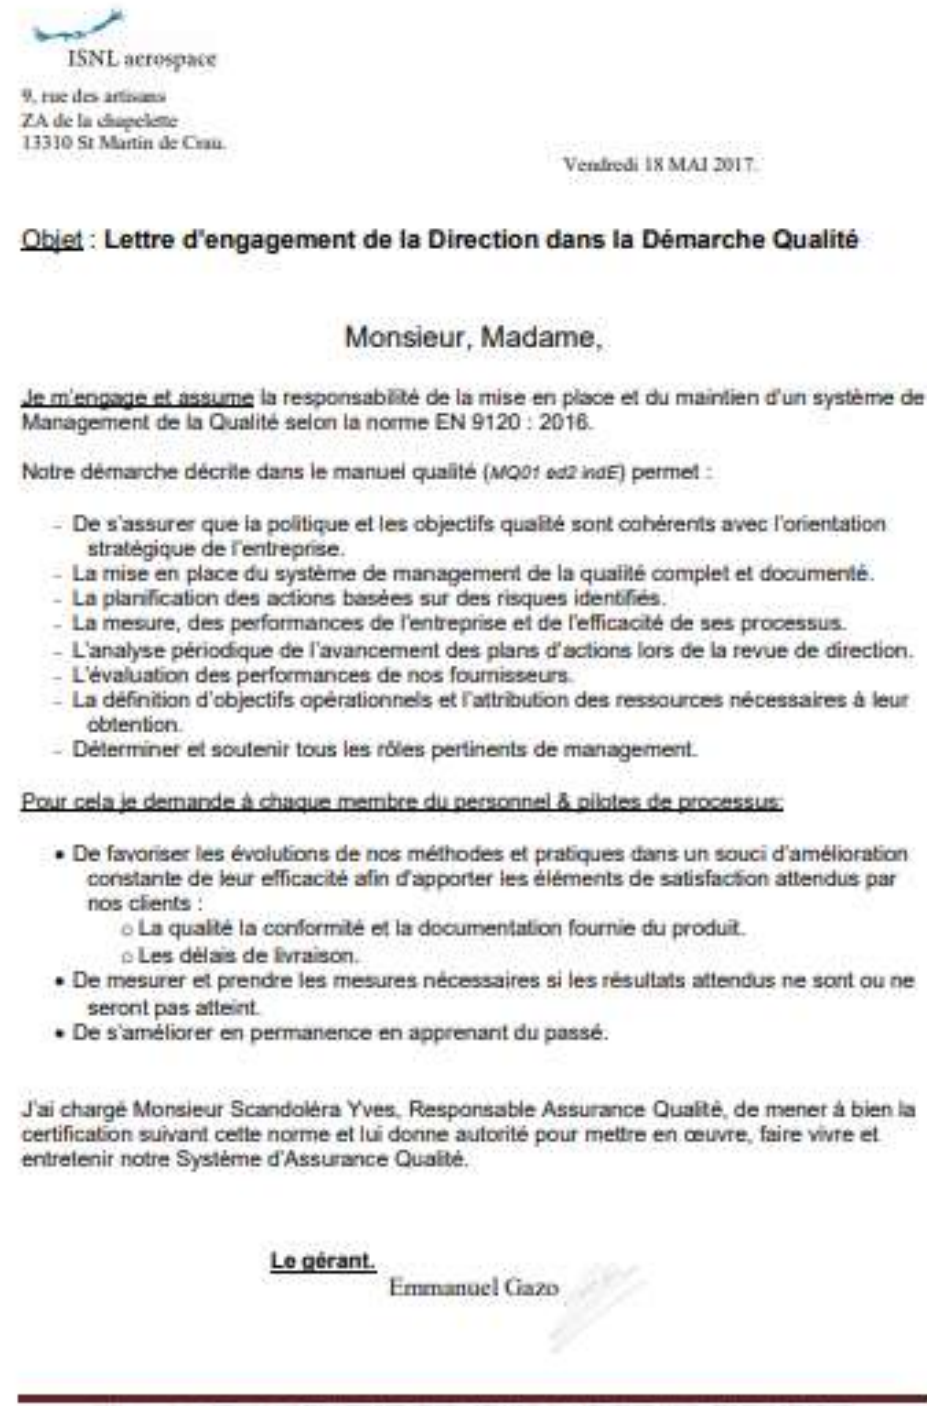 ISNL aerospace
9, rue des artisans
ZA de la chapelette
13310 St Martin de Crau.
Vendredi 18 MAI 2017.
Objet : Lettre d'engagement de la Direction dans la Démarche Qualité
Monsieur, Madame,
Je m'engage et assume la responsabilité de la mise en place et du maintien d'un système de
Management de la Qualité selon la norme EN 9120 : 2016.
Notre démarche décrite dans le manuel qualité (MQ01 ed2 indE) permet :
- De s'assurer que la politique et les objectifs qualité sont cohérents avec l'orientation
stratégique de l'entreprise.
- La mise en place du système de management de la qualité complet et documenté.
- La planification des actions basées sur des risques identifiés.
- La mesure, des performances de l'entreprise et de l'efficacité de ses processus.
- L'analyse périodique de l'avancement des plans d'actions lors de la revue de direction.
- L'évaluation des performances de nos fournisseurs.
- La définition d'objectifs opérationnels et l'attribution des ressources nécessaires à leur
obtention.
- Déterminer et soutenir tous les rôles pertinents de management.
Pour cela je demande à chaque membre du personnel & pilotes de processus:
• De favoriser les évolutions de nos méthodes et pratiques dans un souci d'amélioration
constante de leur efficacité afin d'apporter les éléments de satisfaction attendus par
nos clients :
o La qualité la conformité et la documentation fournie du produit.
o Les délais de livraison.
• De mesurer et prendre les mesures nécessaires si les résultats attendus ne sont ou ne
seront pas atteint.
• De s'améliorer en permanence en apprenant du passé.
J'ai chargé Monsieur Scandoléra Yves, Responsable Assurance Qualité, de mener à bien la
certification suivant cette norme et lui donne autorité pour mettre en œuvre, faire vivre et
entretenir notre Système d'Assurance Qualité.
Le gérant.
Emmanuel Gazo